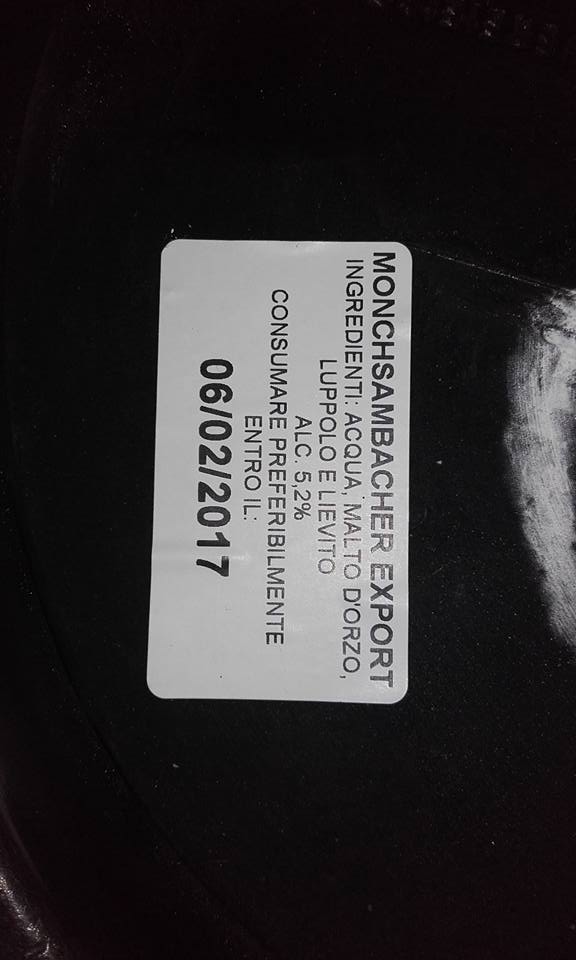 MONCHSAMBACHER EXPORT
INGREDIENTI: ACQUA, MALTO D'ORZO,
LUPPOLO E LIEVITO
ALC. 5,2%
CONSUMARE PREFERIBILMENTE
ENTRO IL:
06/02/2017